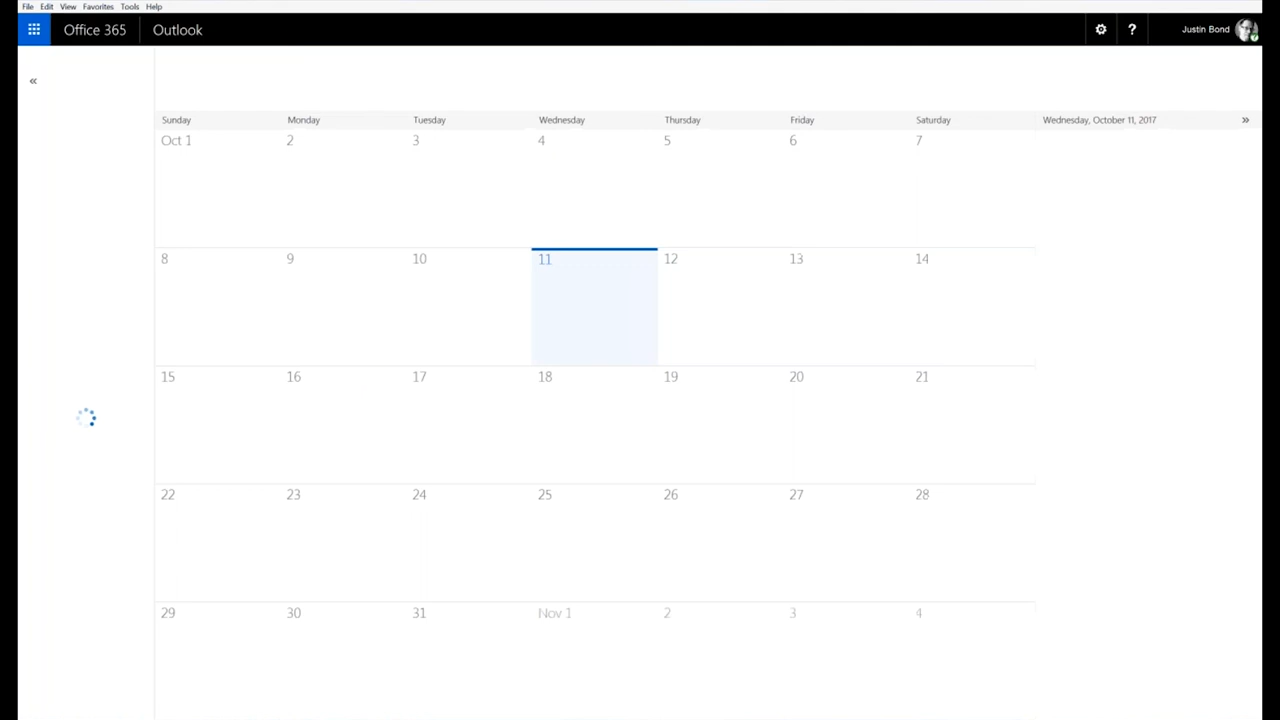 File Edit View Favorites Tools Help
Office 365 Outlook ? Justin Bond
«
Sunday Monday Tuesday Wednesday Thursday Friday Saturday Wednesday, October 11, 2017 »
Oct 1 2 3 4 5 6 7
8 9 10 11 12 13 14
15 16 17 18 19 20 21
22 23 24 25 26 27 28
29 30 31 Nov 1 2 3 4